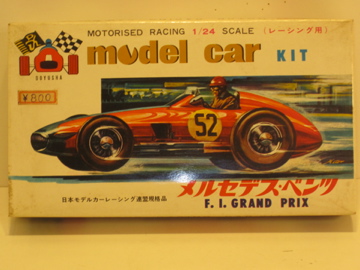 MOTORISED RACING 1/24 SCALE (レーシング用)
model car KIT
¥800
52
メルセデス・ベンツ
F. I. GRAND PRIX
日本モデルカーレーシング連盟規格品